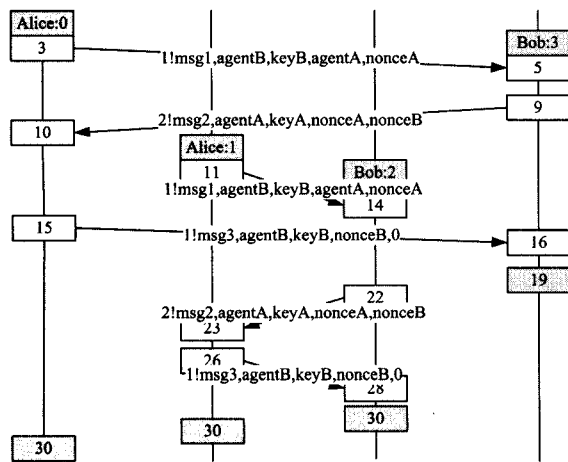 Alice:0
3
Bob:3
1!msg1,agentB,keyB,agentA,nonceA
5
9
2!msg2,agentA,keyA,nonceA,nonceB
10
Alice:1
11
Bob:2
1!msg1,agentB,keyB,agentA,nonceA
14
15
1!msg3,agentB,keyB,nonceB,0
16
19
22
2!msg2,agentA,keyA,nonceA,nonceB
23
26
1!msg3,agentB,keyB,nonceB,0
28
30
30
30